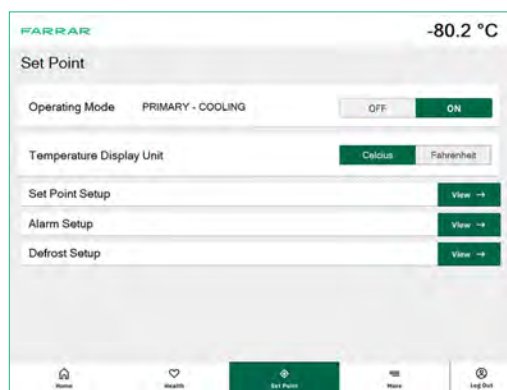 FARRAR
-80.2 °C
Set Point
Operating Mode PRIMARY - COOLING OFF ON
Temperature Display Unit Celcius Fahrenheit
Set Point Setup View →
Alarm Setup View →
Defrost Setup View →
Home Health Set Point More Log Out